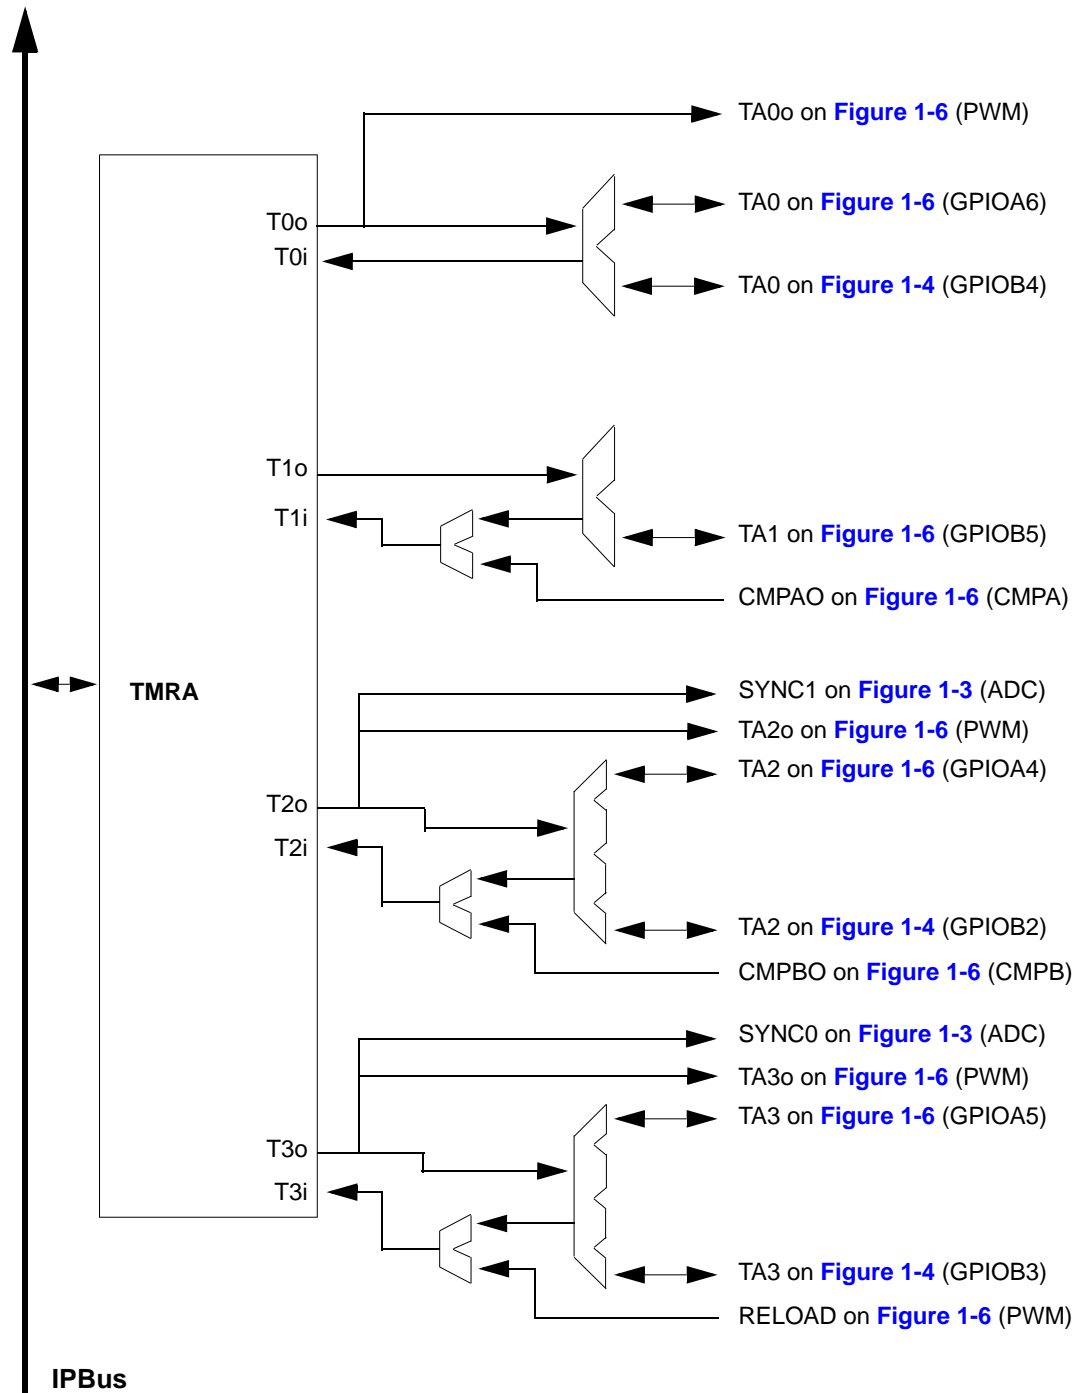 TA0o on Figure 1-6 (PWM)
TA0 on Figure 1-6 (GPIOA6)
T0o
T0i
TA0 on Figure 1-4 (GPIOB4)
T1o
T1i
TA1 on Figure 1-6 (GPIOB5)
CMPAO on Figure 1-6 (CMPA)
TMRA
SYNC1 on Figure 1-3 (ADC)
TA2o on Figure 1-6 (PWM)
TA2 on Figure 1-6 (GPIOA4)
T2o
T2i
TA2 on Figure 1-4 (GPIOB2)
CMPBO on Figure 1-6 (CMPB)
SYNC0 on Figure 1-3 (ADC)
TA3o on Figure 1-6 (PWM)
TA3 on Figure 1-6 (GPIOA5)
T3o
T3i
TA3 on Figure 1-4 (GPIOB3)
RELOAD on Figure 1-6 (PWM)
IPBus